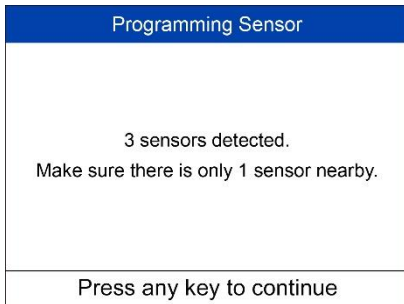 Programming Sensor
3 sensors detected.
Make sure there is only 1 sensor nearby.
Press any key to continue